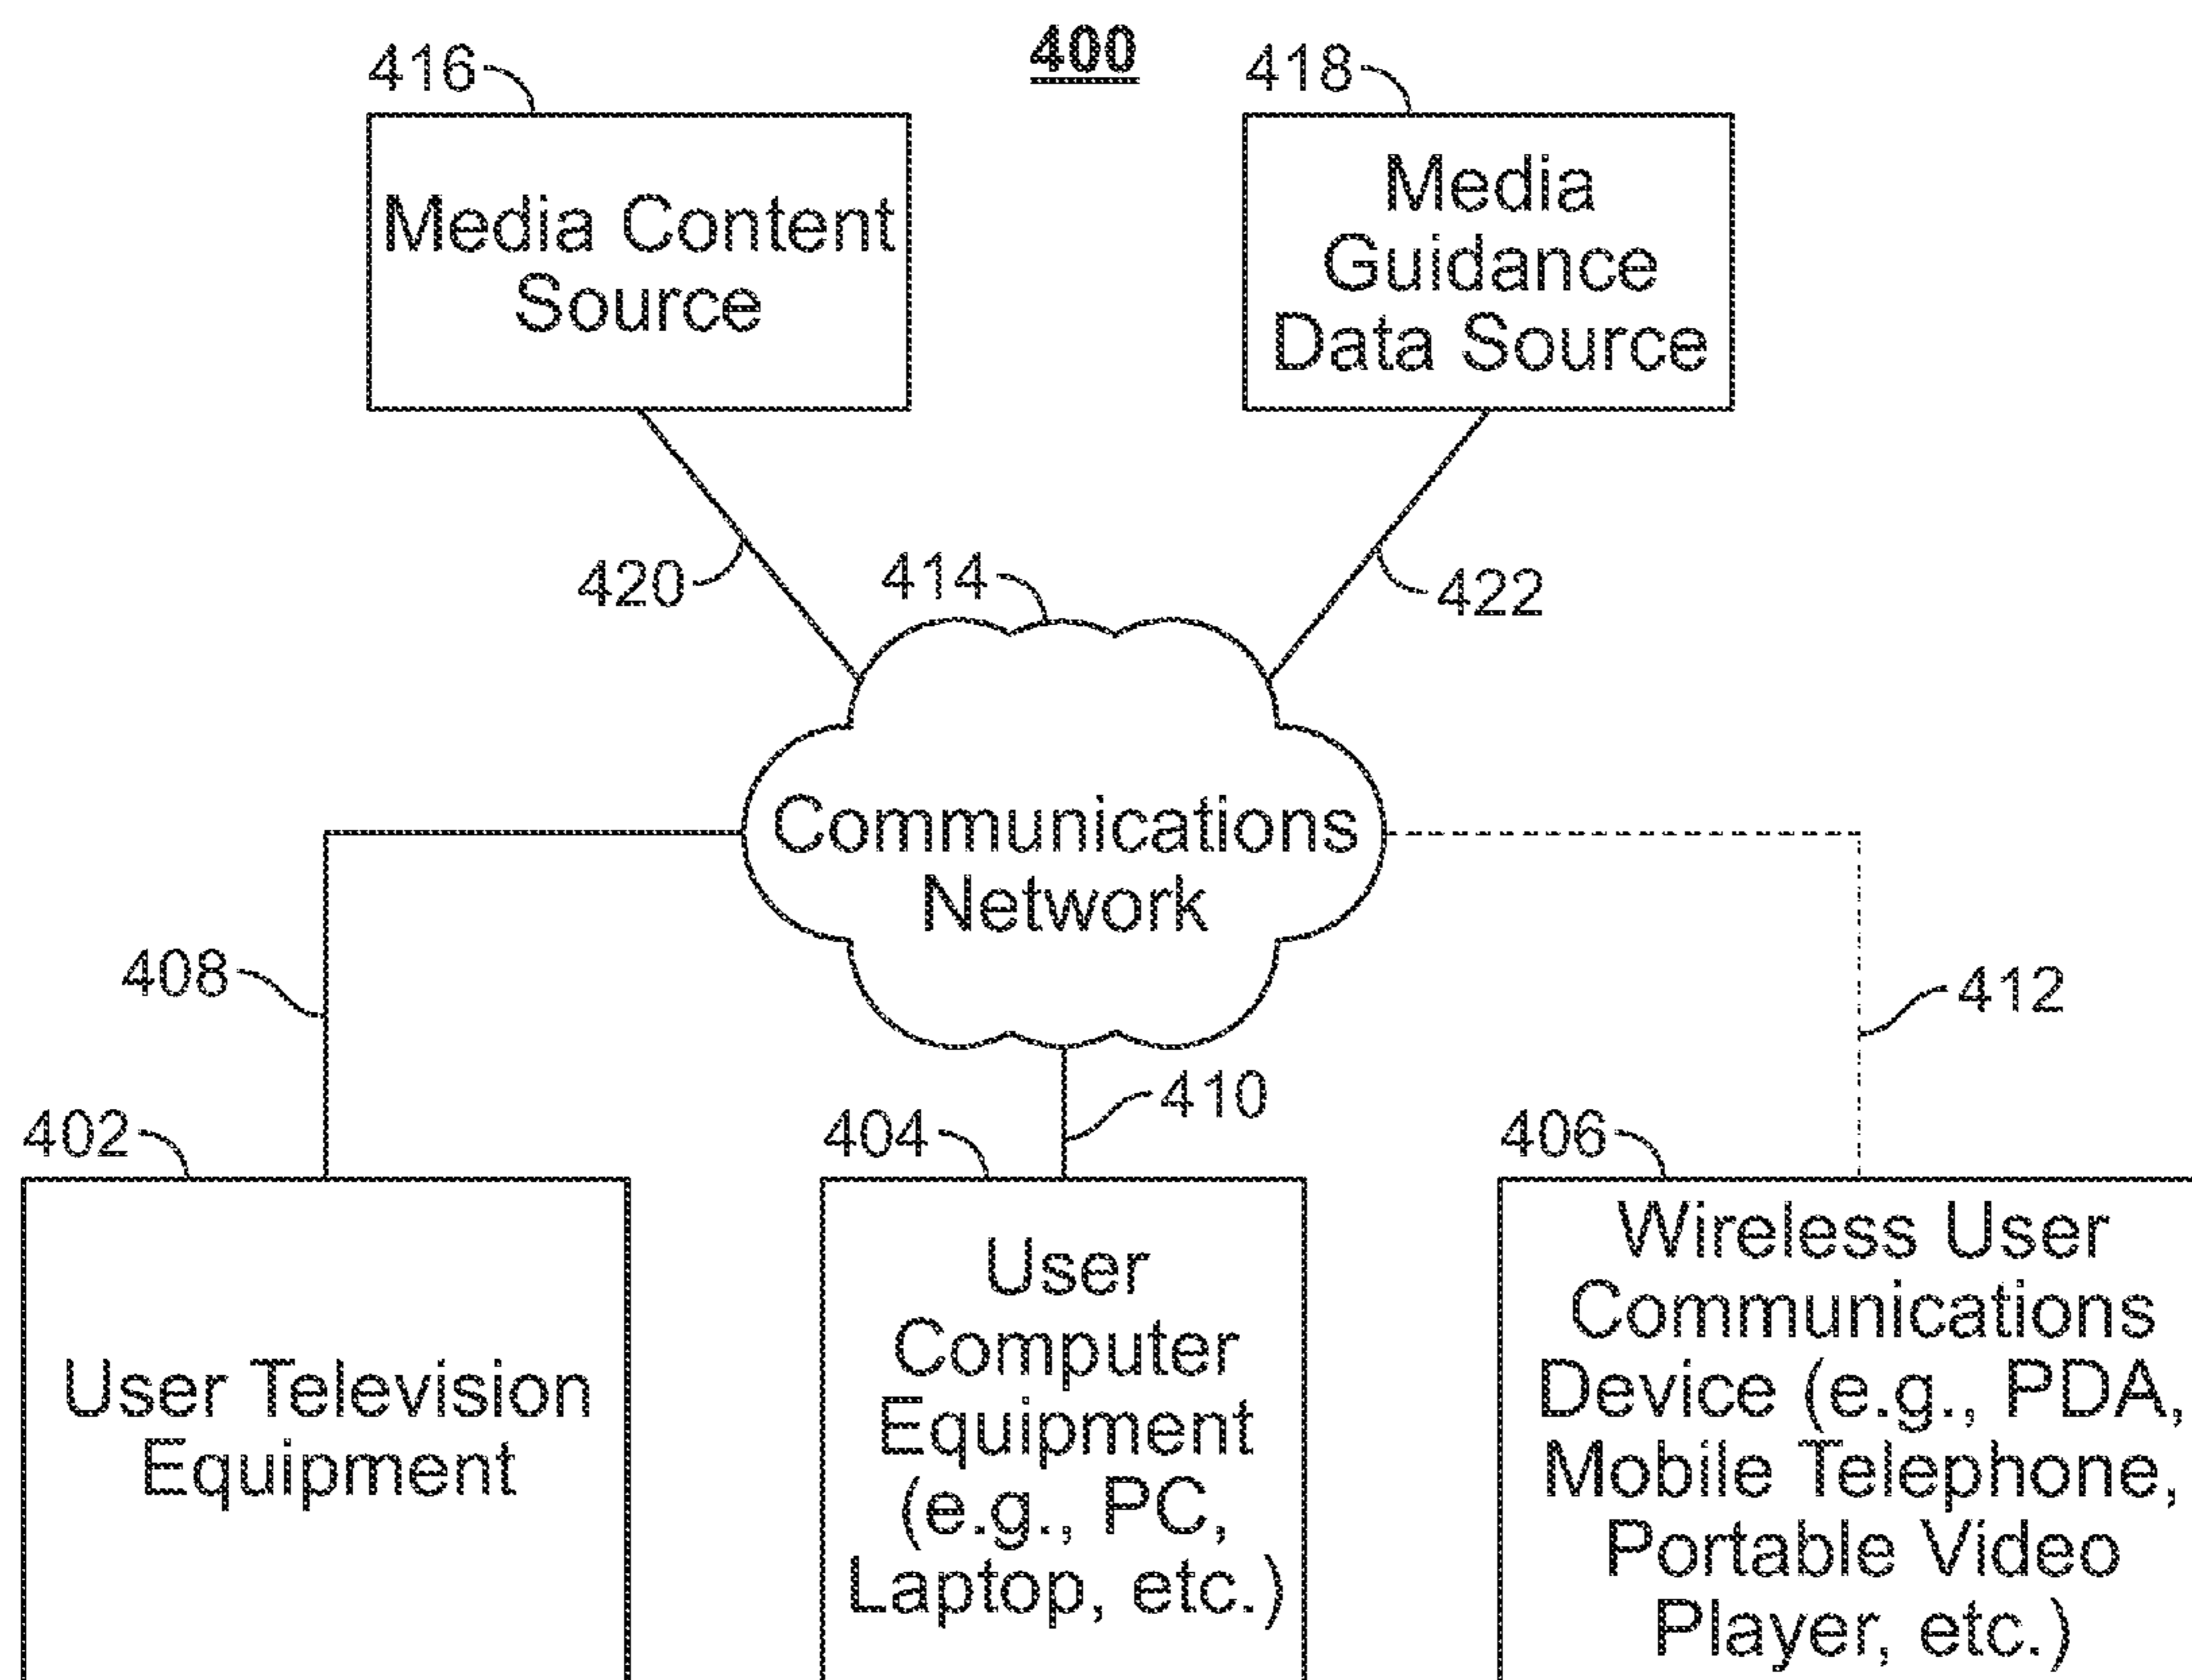 400
416
418
Media Content
Source
Media
Guidance
Data Source
420
414
422
Communications
Network
408
412
410
402
404
406
User Television
Equipment
User
Computer
Equipment
(e.g., PC,
Laptop, etc.)
Wireless User
Communications
Device (e.g., PDA,
Mobile Telephone,
Portable Video
Player, etc.)